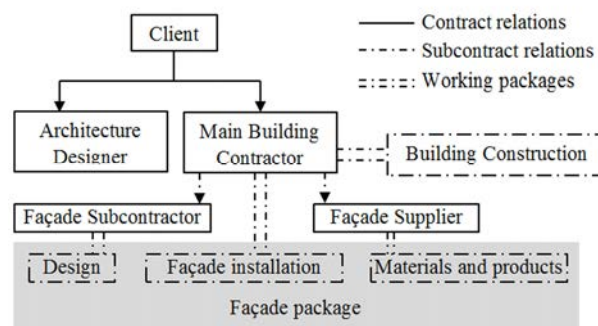 Client
Contract relations
Subcontract relations
Working packages
Architecture
Designer
Main Building
Contractor
Building Construction
Façade Subcontractor
Façade Supplier
Design
Façade installation
Materials and products
Façade package